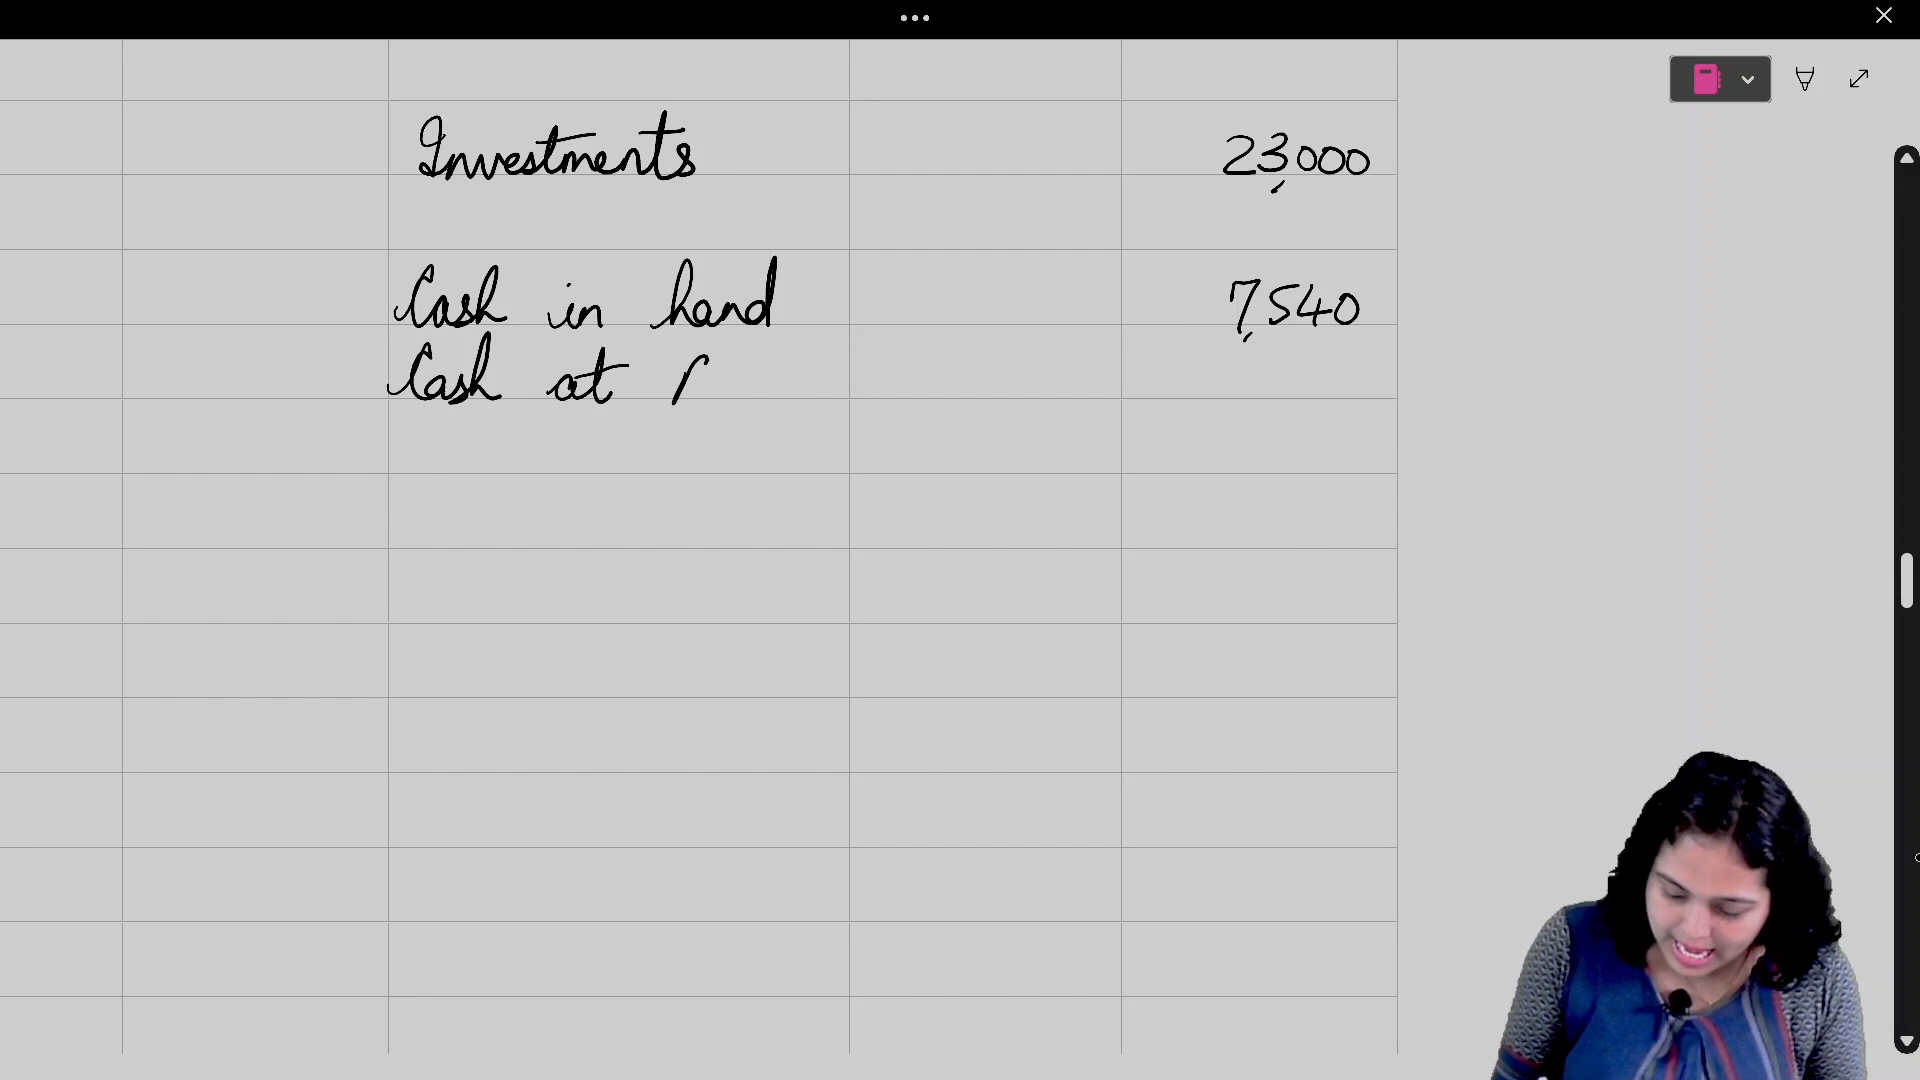 Investments 23,000
Cash in hand 7,540
Cash at